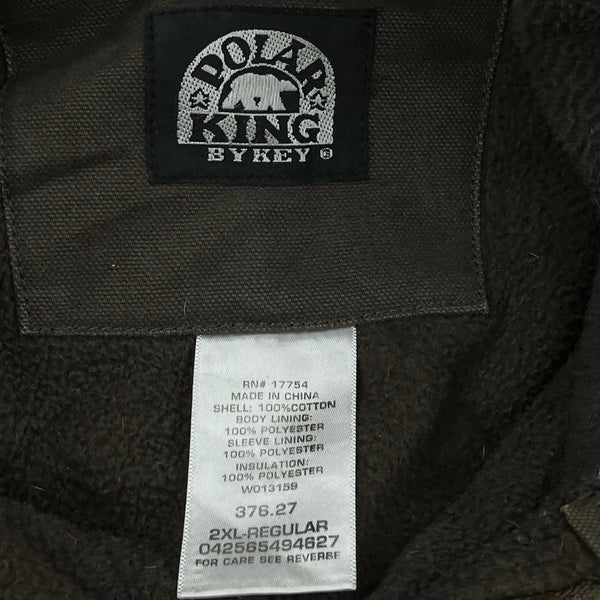 POLAR
KING
BY KEY ®
RN# 17754
MADE IN CHINA
SHELL: 100%COTTON
BODY LINING:
100% POLYESTER
SLEEVE LINING:
100% POLYESTER
INSULATION:
100% POLYESTER
WO13159
376.27
2XL-REGULAR
042565494627
FOR CARE SEE REVERSE